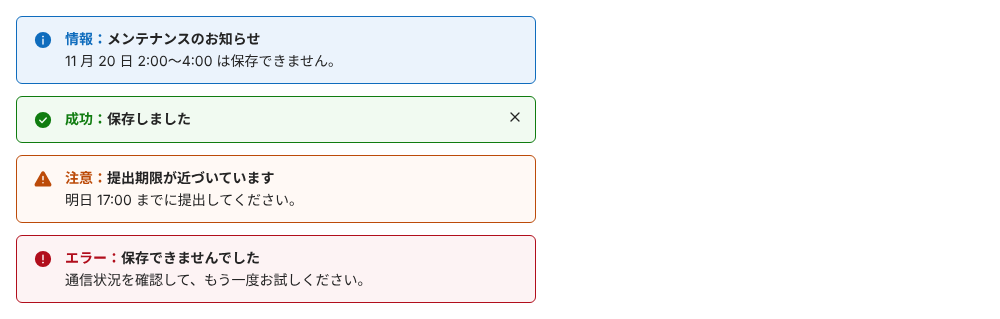 情報：メンテナンスのお知らせ
11 月 20 日 2:00〜4:00 は保存できません。
成功：保存しました
注意：提出期限が近づいています
明日 17:00 までに提出してください。
エラー：保存できませんでした
通信状況を確認して、もう一度お試しください。